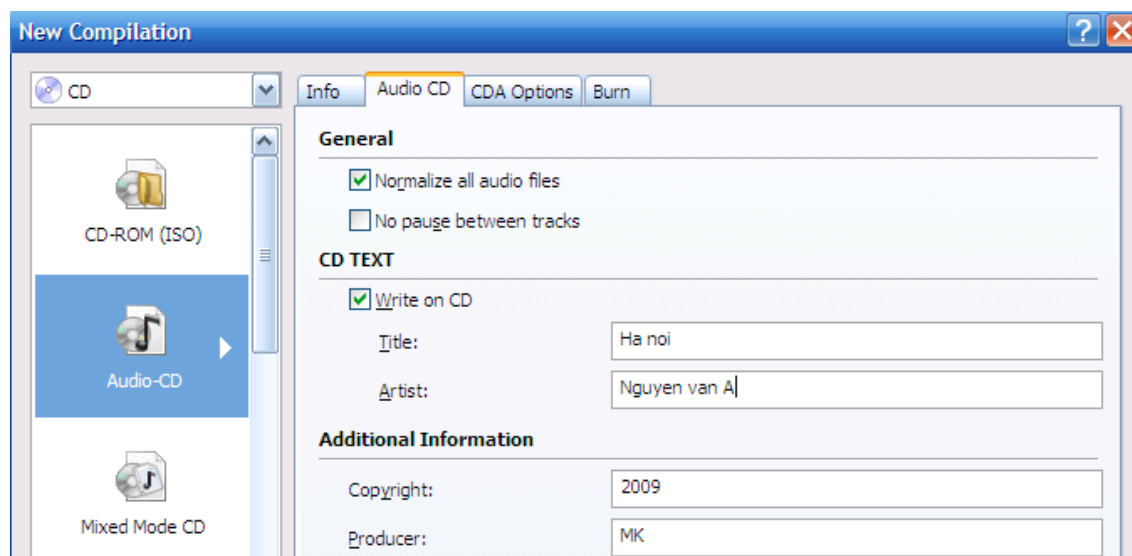 New Compilation
CD
Info Audio CD CDA Options Burn
General
Normalize all audio files
No pause between tracks
CD-ROM (ISO)
CD TEXT
Write on CD
Title: Ha noi
Audio-CD
Artist: Nguyen van A
Additional Information
Copyright: 2009
Mixed Mode CD
Producer: MK